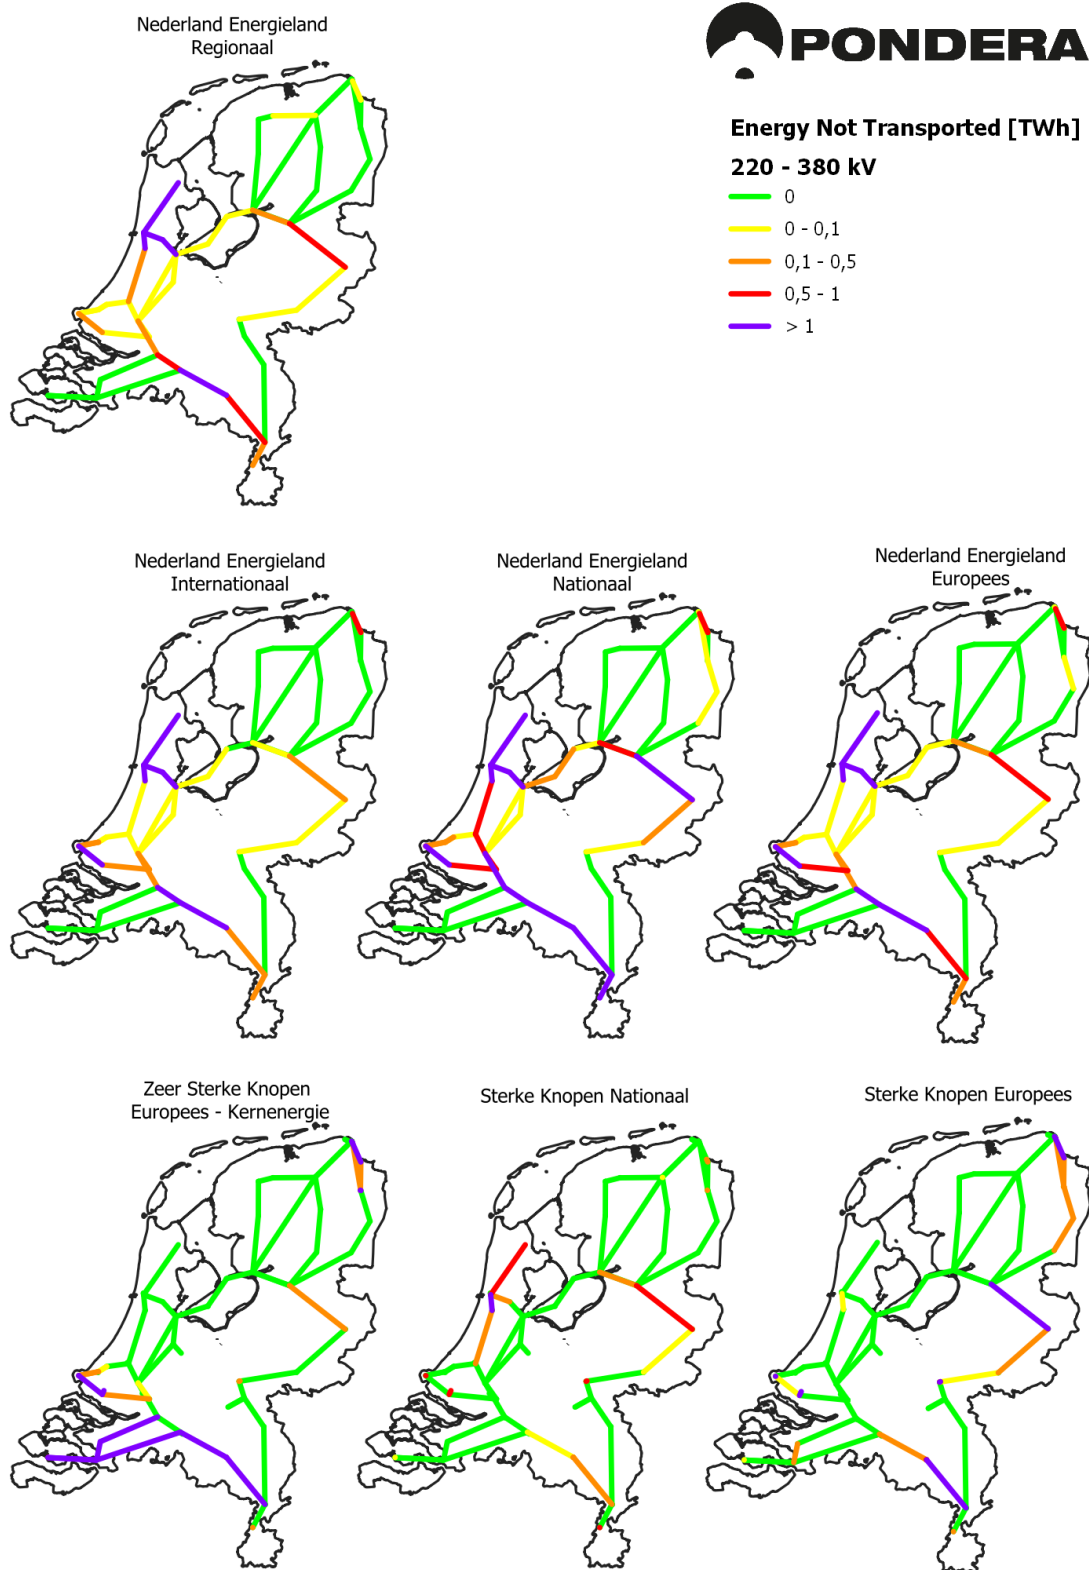 Nederland Energieland
Regionaal
PONDERA
Energy Not Transported [TWh]
220 - 380 kV
0
0 - 0,1
0,1 - 0,5
0,5 - 1
> 1
Nederland Energieland
Internationaal
Nederland Energieland
Nationaal
Nederland Energieland
Europees
Zeer Sterke Knopen
Europees - Kernenergie
Sterke Knopen Nationaal
Sterke Knopen Europees